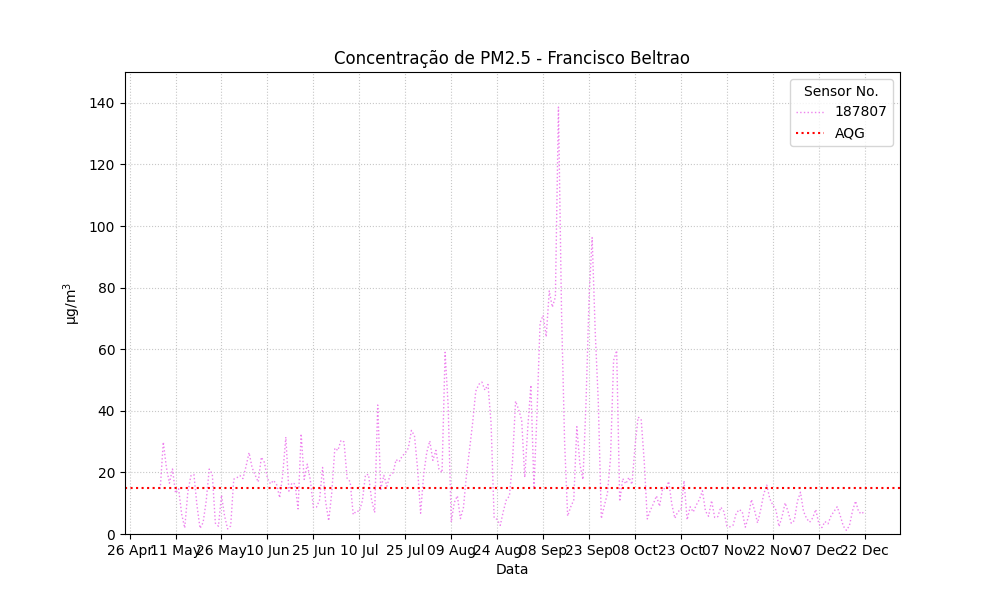 Concentração de PM2.5 - Francisco Beltrao
Sensor No.
187807
AQG
140
120
100
80
60
40
20
0
µg/m³
26 Apr 11 May 26 May 10 Jun 25 Jun 10 Jul 25 Jul 09 Aug 24 Aug 08 Sep 23 Sep 08 Oct 23 Oct 07 Nov 22 Nov 07 Dec 22 Dec
Data